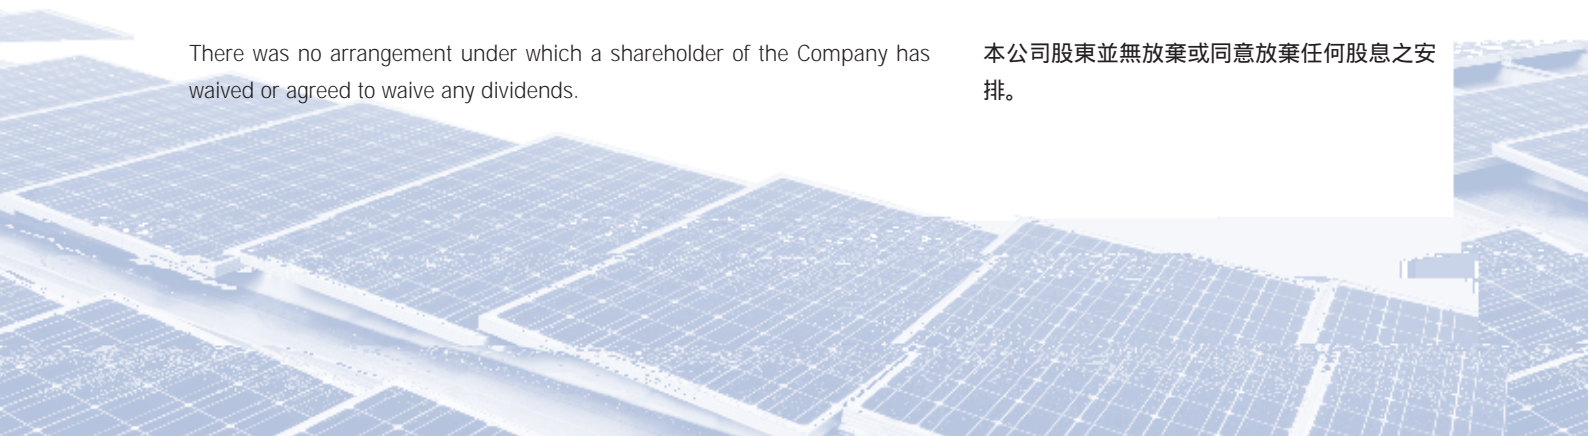 There was no arrangement under which a shareholder of the Company has
waived or agreed to waive any dividends.
本公司股東並無放棄或同意放棄任何股息之安
排。